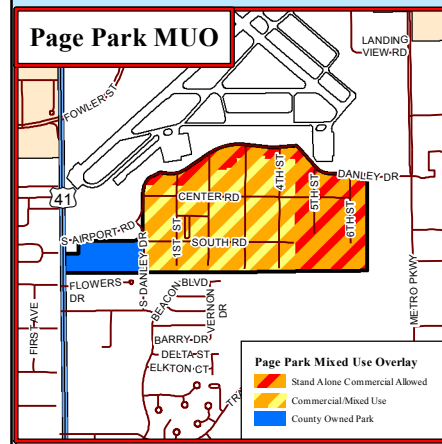 Page Park MUO
LANDING
VIEW RD
FOWLER ST
41
DANLEY DR
4TH ST
5TH ST
6TH ST
CENTER RD
S AIRPORT RD
1ST ST
SOUTH RD
S DANLEY DR
FLOWERS
DR
BEACON
BLVD
VERNON
DR
FIRST AVE
METRO PKWY
BARRY DR
DELTA ST
ELKTON CT
Page Park Mixed Use Overlay
Stand Alone Commercial Allowed
Commercial/Mixed Use
County Owned Park